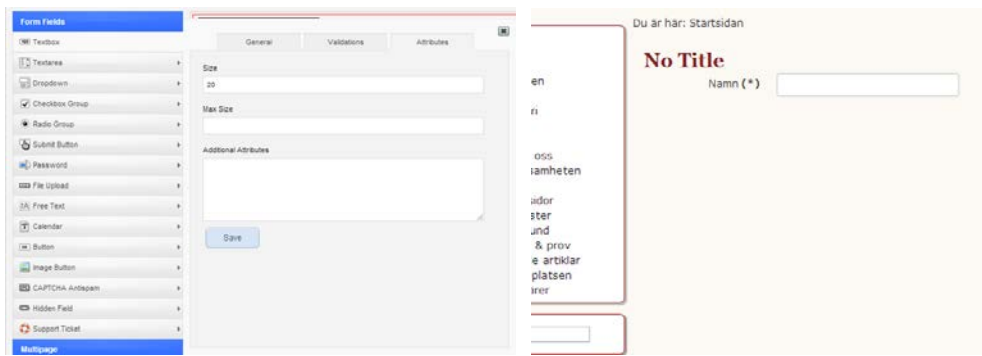 Form Fields
Textbox
Textarea
Dropdown
Checkbox Group
Radio Group
Submit Button
Password
File Upload
Free Text
Calendar
Button
Image Button
CAPTCHA Antispam
Hidden Field
Support Ticket
Multipage
General Validations Attributes
Size
20
Max Size
Additional Attributes
Save
en
ri
oss
samheten
sidor
ster
und
& prov
e artiklar
platsen
arer
Du är här: Startsidan
No Title
Namn (*)